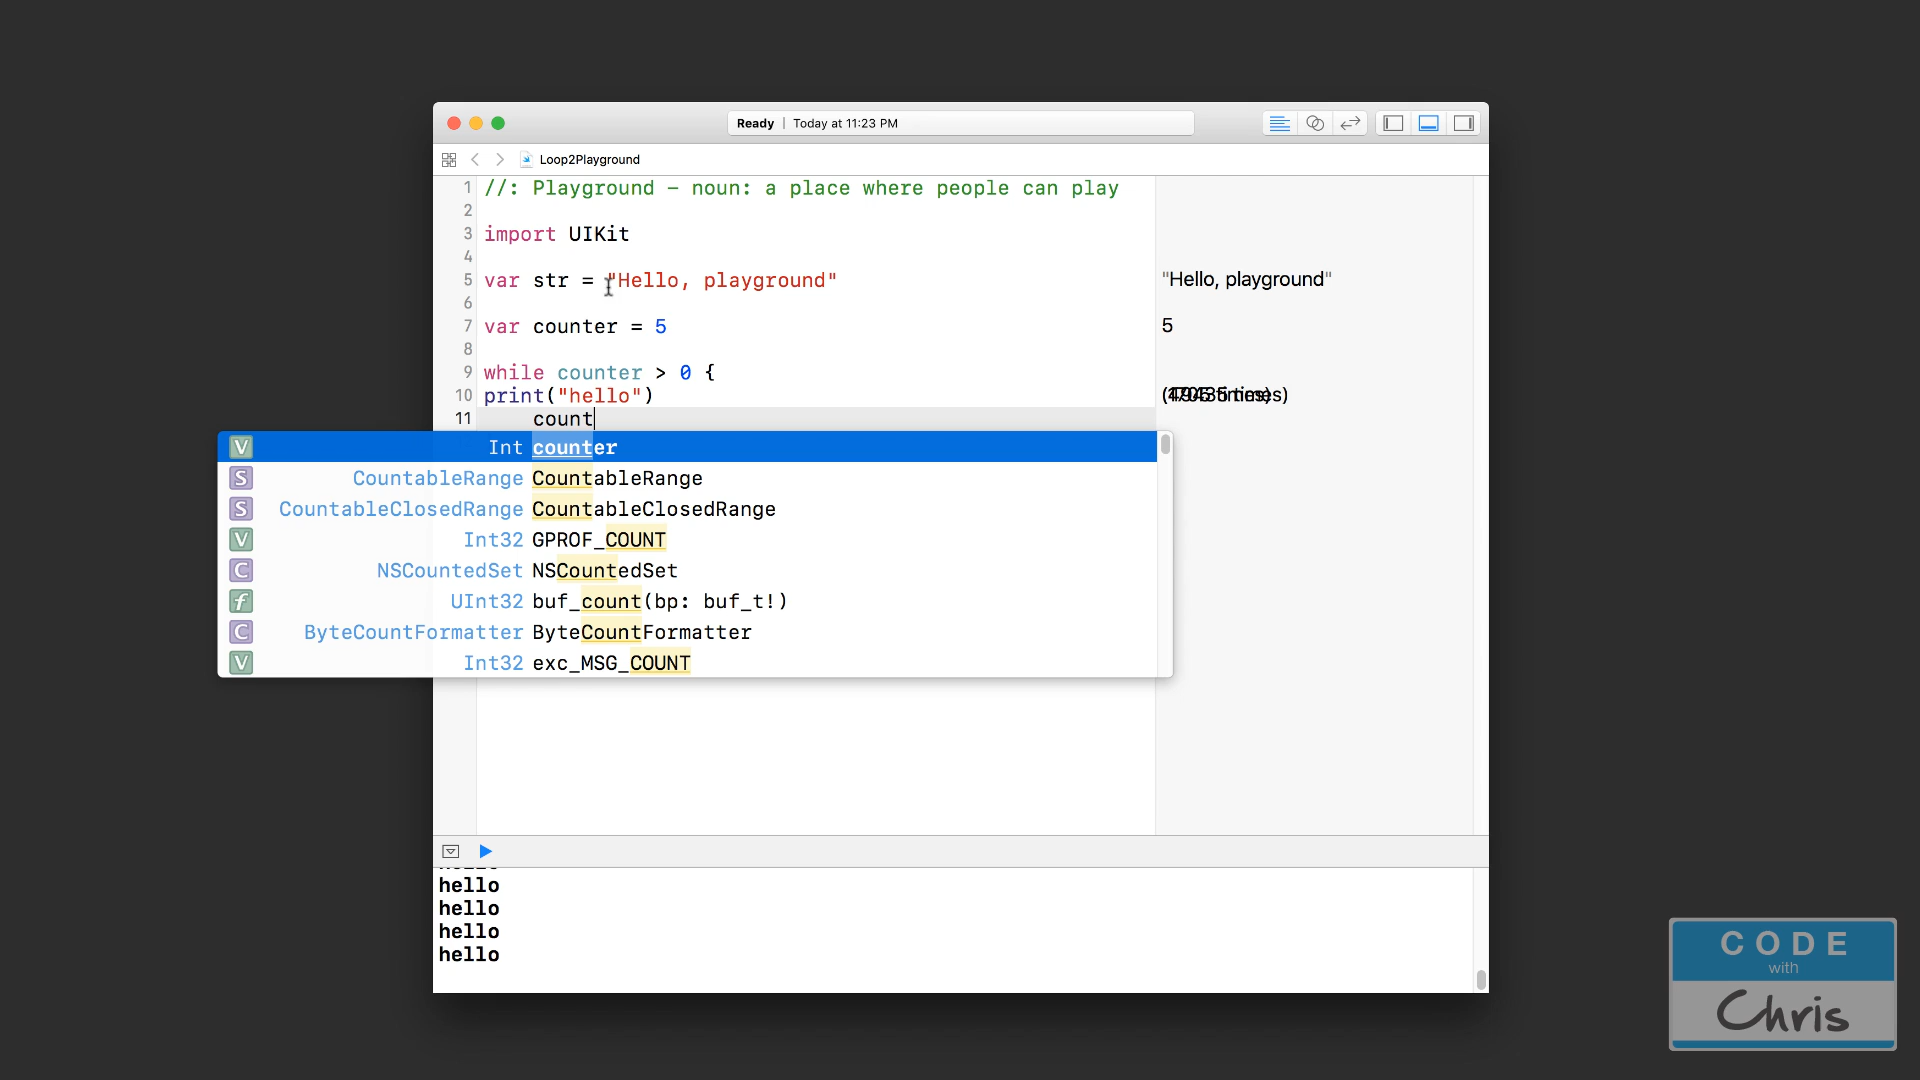 Ready | Today at 11:23 PM
Loop2Playground
1 //: Playground - noun: a place where people can play
2
3 import UIKit
4
5 var str = "Hello, playground" "Hello, playground"
6
7 var counter = 5 5
8
9 while counter > 0 {
10 print("hello")
11 count
V Int counter
S CountableRange CountableRange
S CountableClosedRange CountableClosedRange
V Int32 GPROF_COUNT
C NSCountedSet NSCountedSet
f UInt32 buf_count(bp: buf_t!)
C ByteCountFormatter ByteCountFormatter
V Int32 exc_MSG_COUNT
hello
hello
hello
hello
CODE
with
Chris